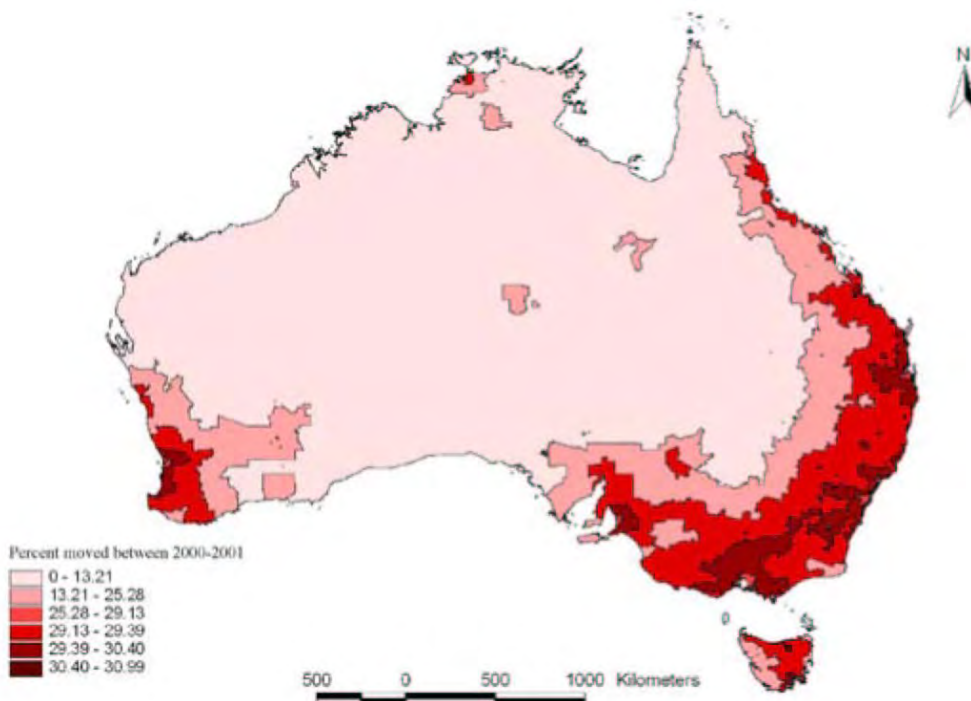 N
Percent moved between 2000-2001
0 - 13.21
13.21 - 25.28
25.28 - 29.13
29.13 - 29.39
29.39 - 30.40
30.40 - 30.99
500 0 500 1000 Kilometers